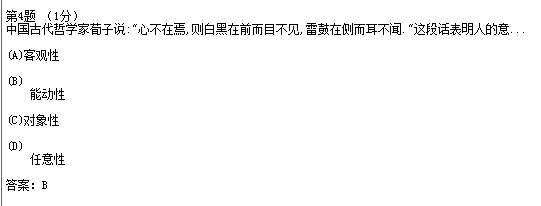 第4题 (1分)
中国古代哲学家荀子说:“心不在焉,则白黑在前而目不见,雷鼓在侧而耳不闻.“这段话表明人的意...
(A)客观性
(B)
能动性
(C)对象性
(D)
任意性
答案: B